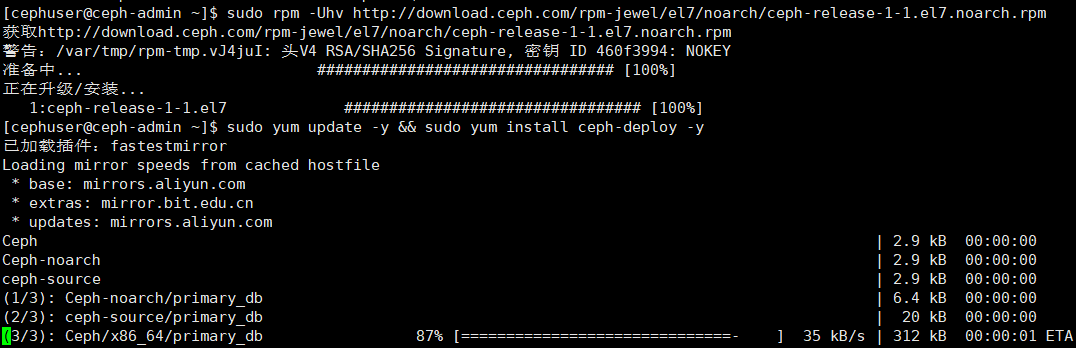 [cephuser@ceph-admin ~]$ sudo rpm -Uhv http://download.ceph.com/rpm-jewel/el7/noarch/ceph-release-1-1.el7.noarch.rpm
获取http://download.ceph.com/rpm-jewel/el7/noarch/ceph-release-1-1.el7.noarch.rpm
警告：/var/tmp/rpm-tmp.vJ4juI: 头V4 RSA/SHA256 Signature, 密钥 ID 460f3994: NOKEY
准备中... ################################# [100%]
正在升级/安装...
1:ceph-release-1-1.el7 ################################# [100%]
[cephuser@ceph-admin ~]$ sudo yum update -y && sudo yum install ceph-deploy -y
已加载插件：fastestmirror
Loading mirror speeds from cached hostfile
* base: mirrors.aliyun.com
* extras: mirror.bit.edu.cn
* updates: mirrors.aliyun.com
Ceph | 2.9 kB 00:00:00
Ceph-noarch | 2.9 kB 00:00:00
ceph-source | 2.9 kB 00:00:00
(1/3): Ceph-noarch/primary_db | 6.4 kB 00:00:00
(2/3): ceph-source/primary_db | 20 kB 00:00:00
(3/3): Ceph/x86_64/primary_db 87% [==============================- ] 35 kB/s | 312 kB 00:00:01 ETA